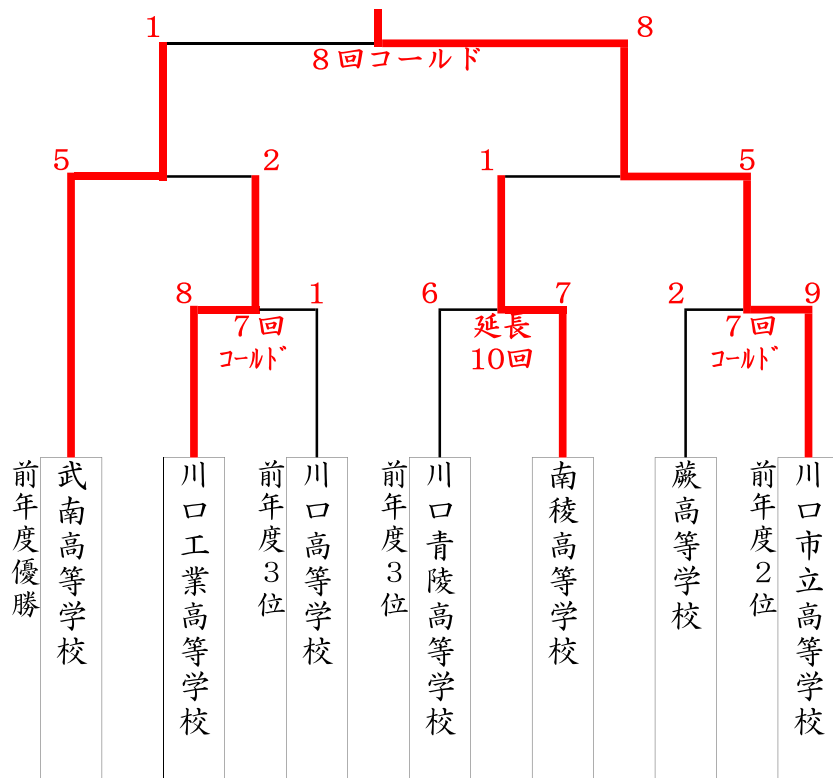 1
8
8回コールド
5
2
1
5
8
1
6
7
2
9
7回
コールド
延長
10回
7回
コールド
前年度優勝
武南高等学校
川口工業高等学校
前年度3位
川口高等学校
前年度3位
川口青陵高等学校
南稜高等学校
蕨高等学校
前年度2位
川口市立高等学校